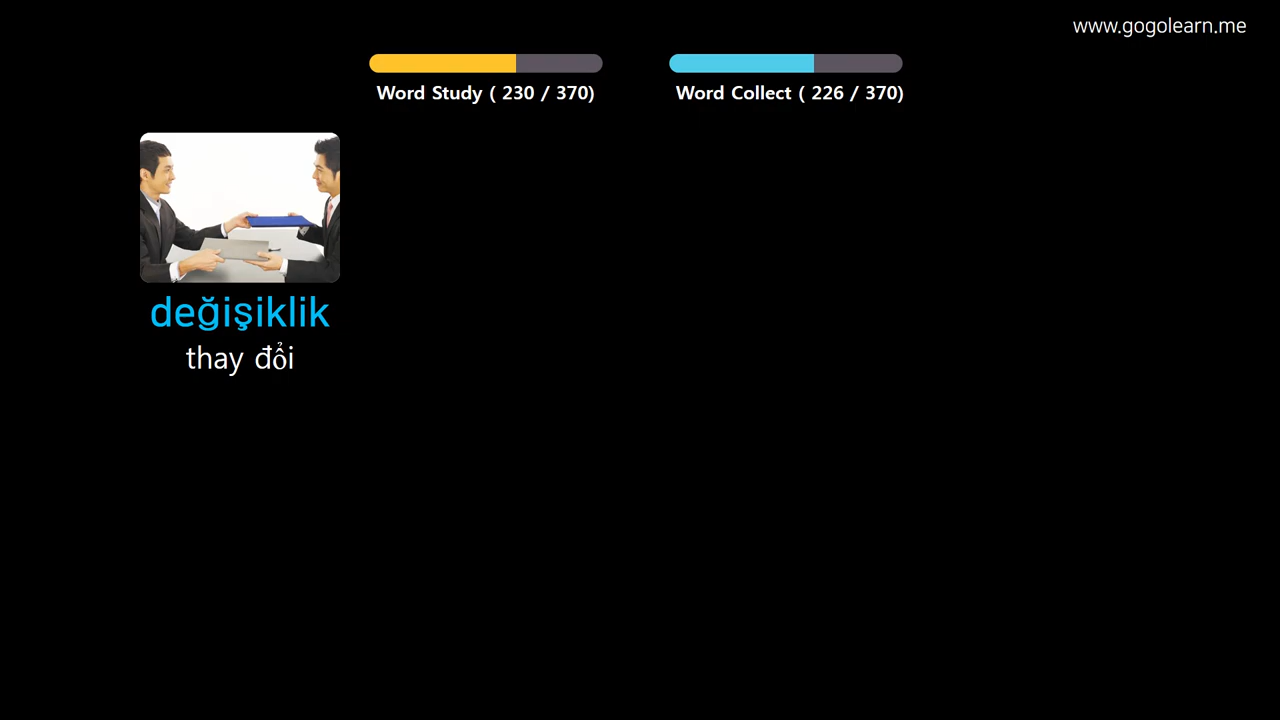 www.gogolearn.me
Word Study ( 230 / 370)
Word Collect ( 226 / 370)
değişiklik
thay đổi